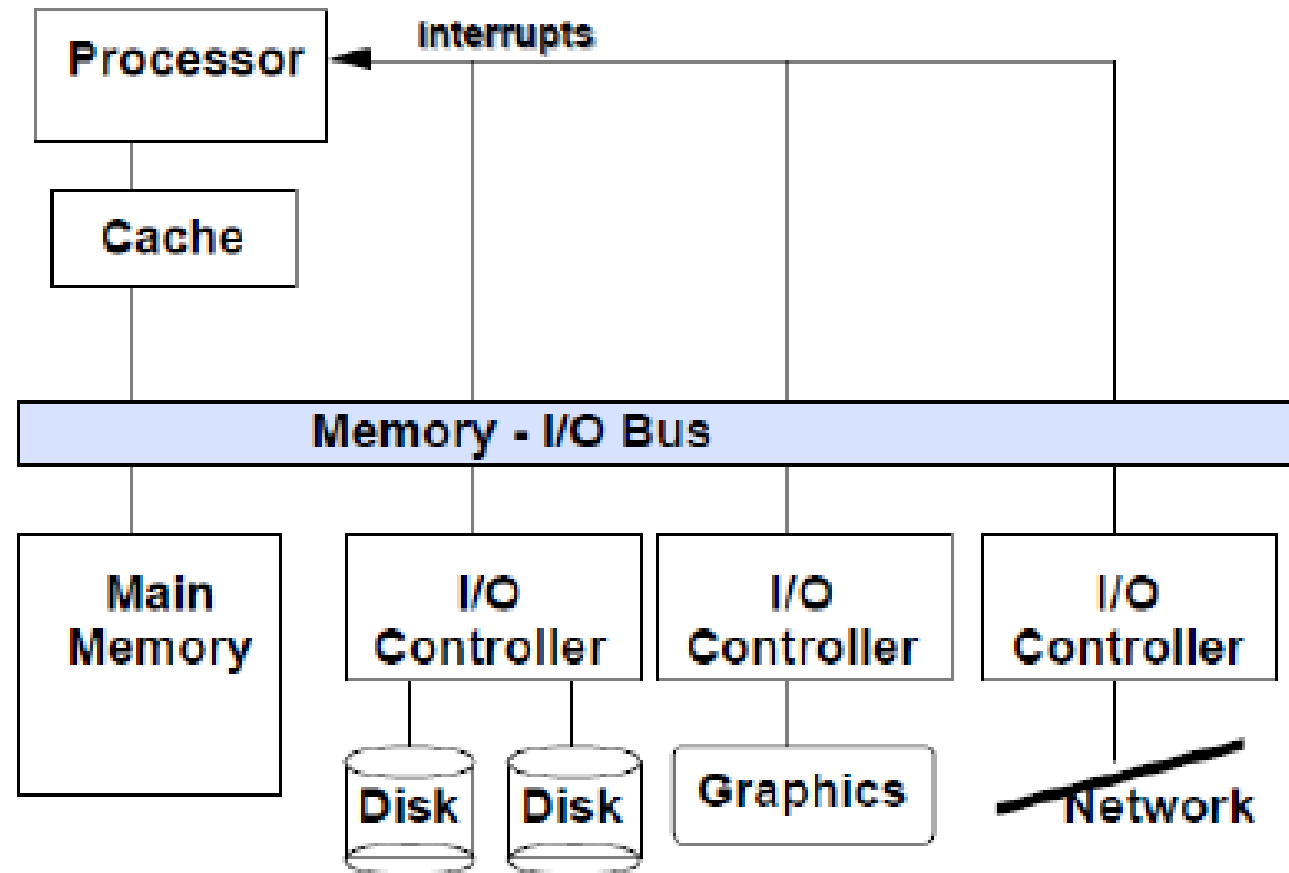 Processor
Interrupts
Cache
Memory - I/O Bus
Main
Memory
I/O
Controller
I/O
Controller
I/O
Controller
Disk
Disk
Graphics
Network